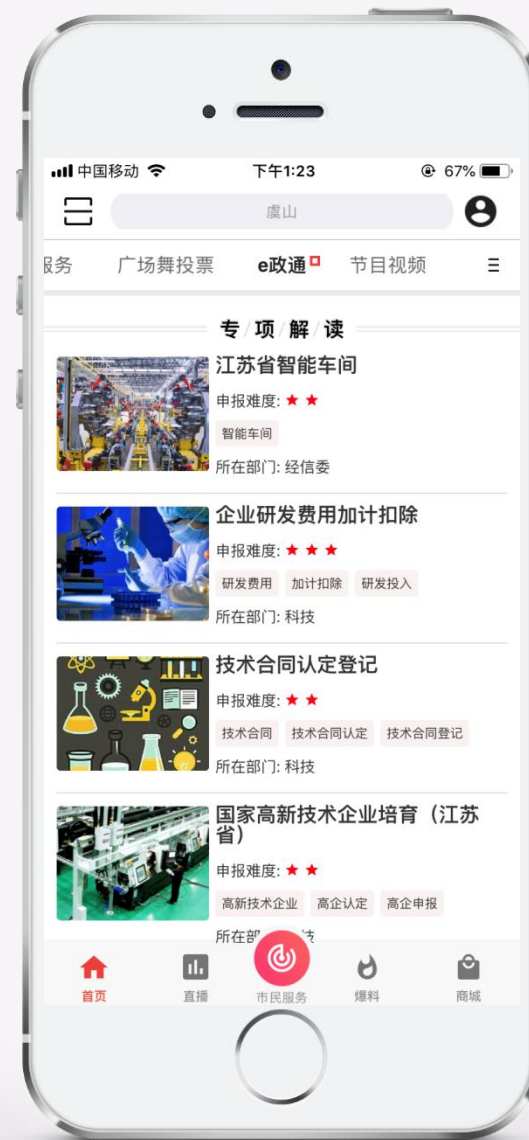 中国移动 下午1:23 67%
虞山
服务 广场舞投票 e政通 节目视频
专/项/解/读
江苏省智能车间
申报难度: ★ ★
智能车间
所在部门: 经信委
企业研发费用加计扣除
申报难度: ★ ★ ★
研发费用 加计扣除 研发投入
所在部门: 科技
技术合同认定登记
申报难度: ★ ★
技术合同 技术合同认定 技术合同登记
所在部门: 科技
国家高新技术企业培育（江苏
省）
申报难度: ★ ★
高新技术企业 高企认定 高企申报
所在部 技
首页 直播 市民服务 爆料 商城